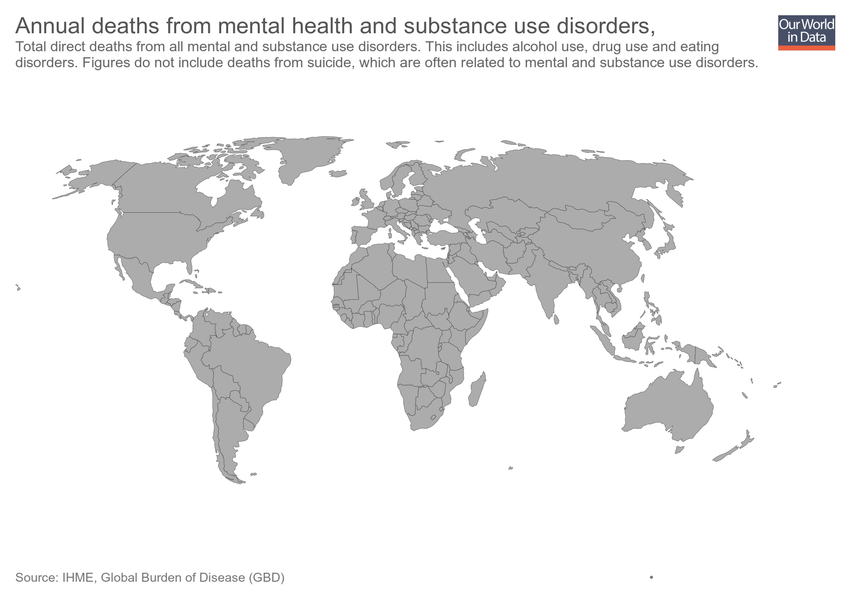 Annual deaths from mental health and substance use disorders,
Our World
in Data
Total direct deaths from all mental and substance use disorders. This includes alcohol use, drug use and eating
disorders. Figures do not include deaths from suicide, which are often related to mental and substance use disorders.
Source: IHME, Global Burden of Disease (GBD)
•